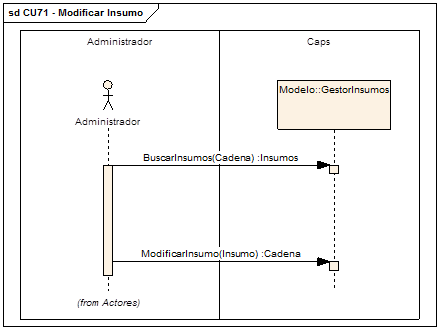 sd CU71 - Modificar Insumo
Administrador
Caps
Modelo::GestorInsumos
Administrador
BuscarInsumos(Cadena) :Insumos
ModificarInsumo(Insumo) :Cadena
(from Actores)